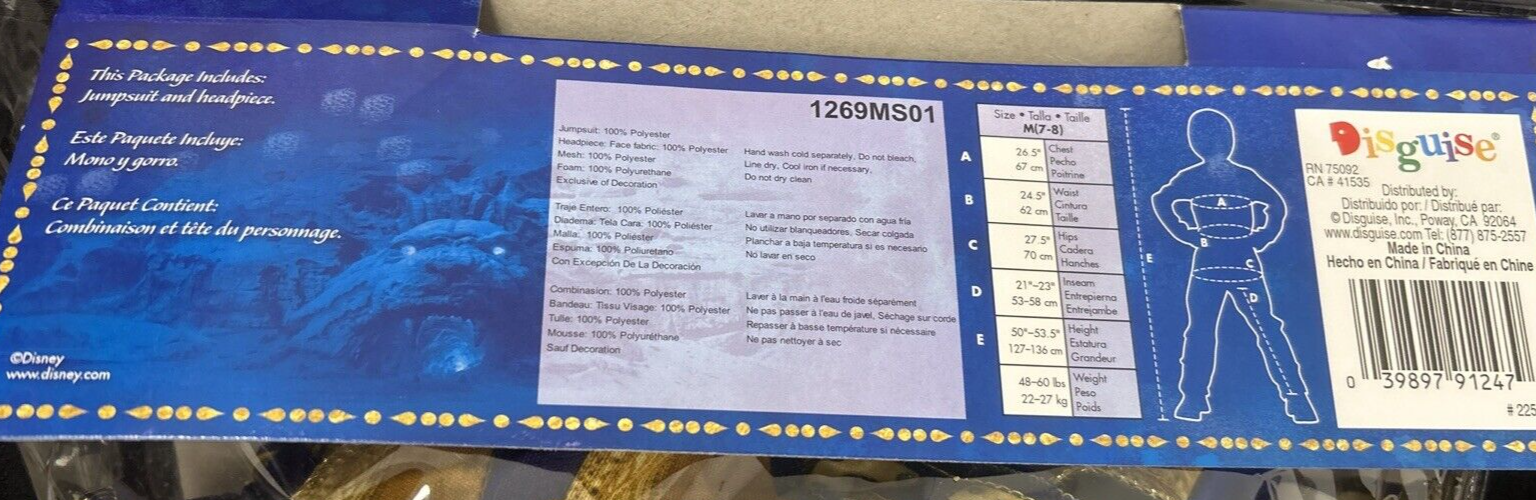 This Package Includes:
Jumpsuit and headpiece.
Este Paquete Incluye:
Mono y gorro.
Ce Paquet Contient:
Combinaison et tête du personnage.
©Disney
www.disney.com
1269MS01
Jumpsuit: 100% Polyester
Headpiece: Face fabric: 100% Polyester
Mesh: 100% Polyester
Foam: 100% Polyurethane
Exclusive of Decoration
Hand wash cold separately, Do not bleach,
Line dry, Cool iron if necessary,
Do not dry clean
Traje Entero: 100% Poliéster
Diadema: Tela Cara: 100% Poliéster
Malla: 100% Poliéster
Espuma: 100% Poliuretano
Con Excepción De La Decoración
Lavar a mano por separado con agua fria
No utilizar blanqueadores, Secar colgada
Planchar a baja temperatura si es necesario
No lavar en seco
Combinasion: 100% Polyester
Bandeau: Tissu Visage: 100% Polyester
Tulle: 100% Polyester
Mousse: 100% Polyuréthane
Sauf Decoration
Laver à la main à l'eau froide séparément
Ne pas passer à l'eau de javel, Séchage sur corde
Repasser à basse température si nécessaire
Ne pas nettoyer à sec
Size • Talla • Taille
M(7-8)
A 26.5" 67 cm Chest Pecho Poitrine
B 24.5" 62 cm Waist Cintura Taille
C 27.5" 70 cm Hips Cadera Hanches
D 21"-23" 53-58 cm Inseam Entrepierna Entrejambe
E 50"-53.5" 127-136 cm Height Estatura Grandeur
48-60 lbs 22-27 kg Weight Peso Poids
A
B
C
D
E
Disguise®
RN 75092
CA # 41535
Distributed by:
Distribuido por: / Distribué par:
© Disguise, Inc., Poway, CA 92064
www.disguise.com Tel: (877) 875-2557
Made in China
Hecho en China / Fabriqué en Chine
0 39897 91247
# 225